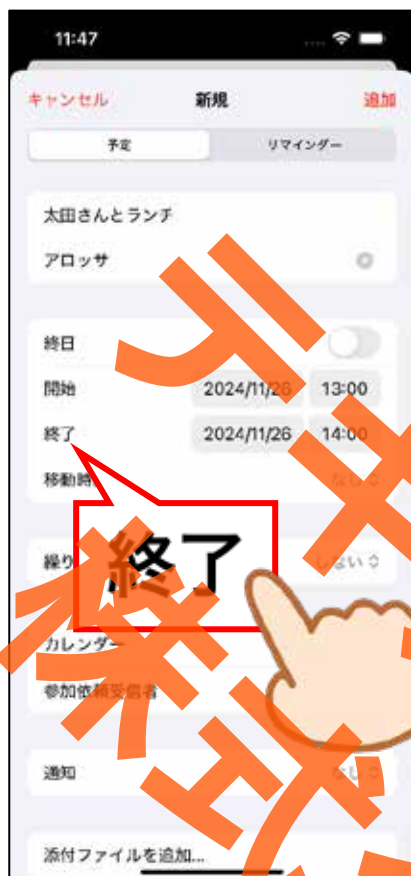 11:47
キャンセル 新規 追加
予定 リマインダー
太田さんとランチ
アロッサ
終日
開始 2024/11/26 13:00
終了 2024/11/26 14:00
移動時 なし
終了
繰り しない
カレンダー
参加依頼受信者
通知 なし
添付ファイルを追加...